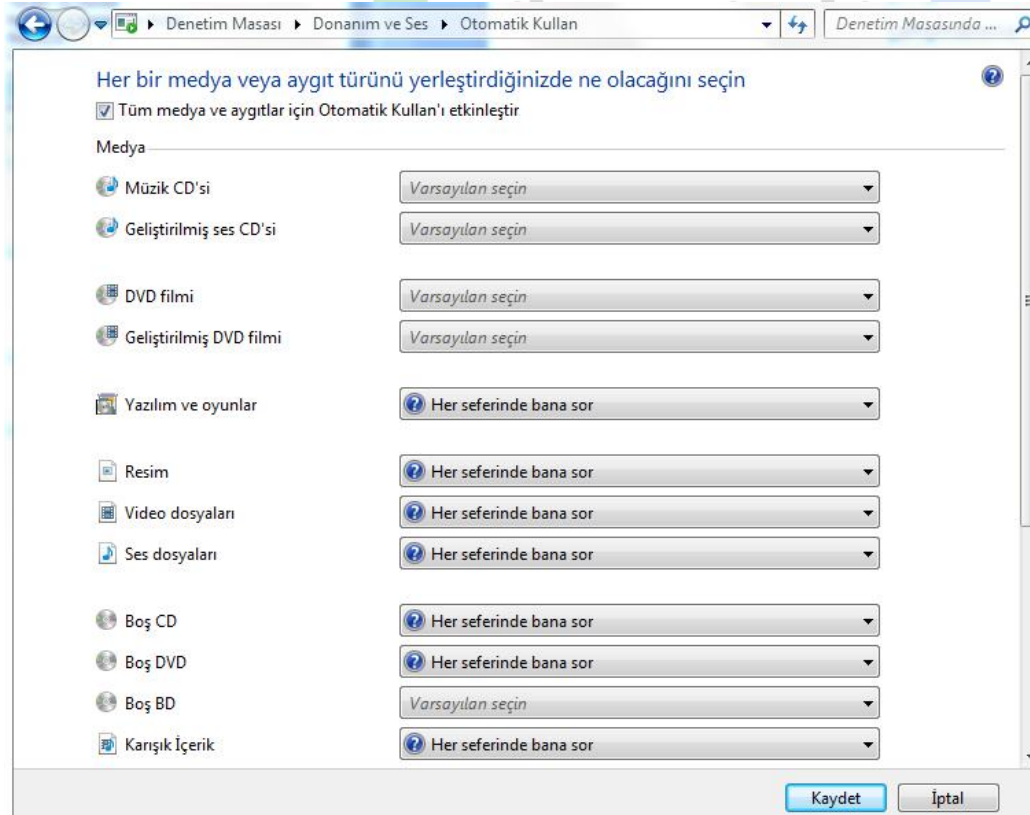 Denetim Masası ▸ Donanım ve Ses ▸ Otomatik Kullan
Denetim Masasında ...
Her bir medya veya aygıt türünü yerleştirdiğinizde ne olacağını seçin
Tüm medya ve aygıtlar için Otomatik Kullan'ı etkinleştir
Medya
Müzik CD'si Varsayılan seçin
Geliştirilmiş ses CD'si Varsayılan seçin
DVD filmi Varsayılan seçin
Geliştirilmiş DVD filmi Varsayılan seçin
Yazılım ve oyunlar Her seferinde bana sor
Resim Her seferinde bana sor
Video dosyaları Her seferinde bana sor
Ses dosyaları Her seferinde bana sor
Boş CD Her seferinde bana sor
Boş DVD Her seferinde bana sor
Boş BD Varsayılan seçin
Karışık İçerik Her seferinde bana sor
Kaydet İptal